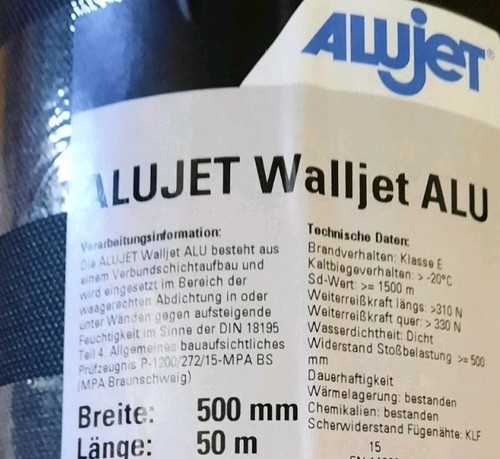 ALUJET®
ALUJET Walljet ALU
Verarbeitungsinformation:
Die ALUJET Walljet ALU besteht aus
einem Verbundschichtaufbau und
wird eingesetzt im Bereich der
waagerechten Abdichtung in oder
unter Wänden gegen aufsteigende
Feuchtigkeit im Sinne der DIN 18195
Teil 4. Allgemeines bauaufsichtliches
Prüfzeugnis P-1200/272/15-MPA BS
(MPA Braunschweig)
Breite: 500 mm
Länge: 50 m
Technische Daten:
Brandverhalten: Klasse E
Kaltbiegeverhalten: > -20°C
Sd-Wert: >= 1500 m
Weiterreißkraft längs: >310 N
Weiterreißkraft quer: > 330 N
Wasserdichtheit: Dicht
Widerstand Stoßbelastung >= 500
mm
Dauerhaftigkeit
Wärmelagerung: bestanden
Chemikalien: bestanden
Scherwiderstand Fügenähte: KLF
15